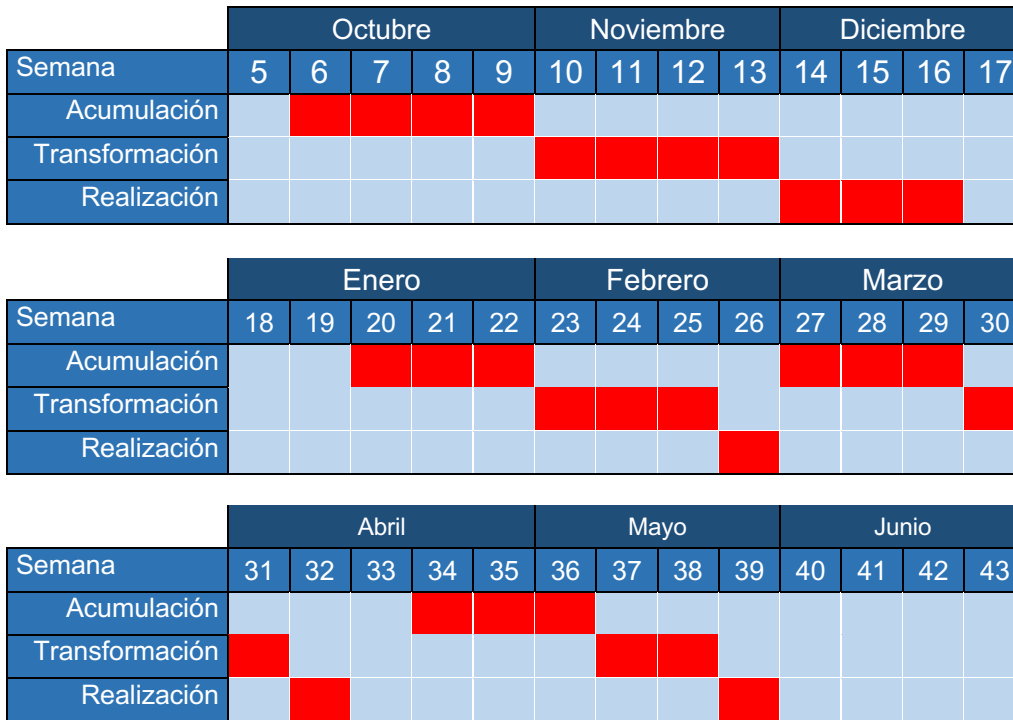 Octubre Noviembre Diciembre
Semana 5 6 7 8 9 10 11 12 13 14 15 16 17
Acumulación
Transformación
Realización
Enero Febrero Marzo
Semana 18 19 20 21 22 23 24 25 26 27 28 29 30
Acumulación
Transformación
Realización
Abril Mayo Junio
Semana 31 32 33 34 35 36 37 38 39 40 41 42 43
Acumulación
Transformación
Realización